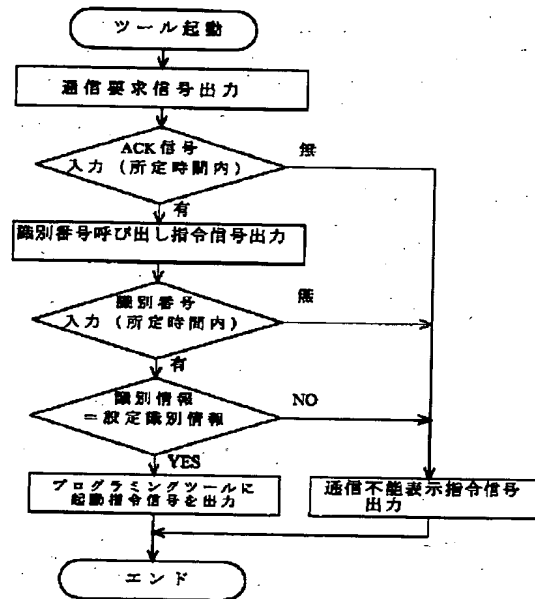 ツール起動
通信要求信号出力
ACK信号
入力(所定時間内)
無
有
識別番号呼び出し指令信号出力
識別番号
入力(所定時間内)
無
有
識別情報
=設定識別情報
NO
YES
プログラミングツールに
起動指令信号を出力
通信不能表示指令信号
出力
エンド